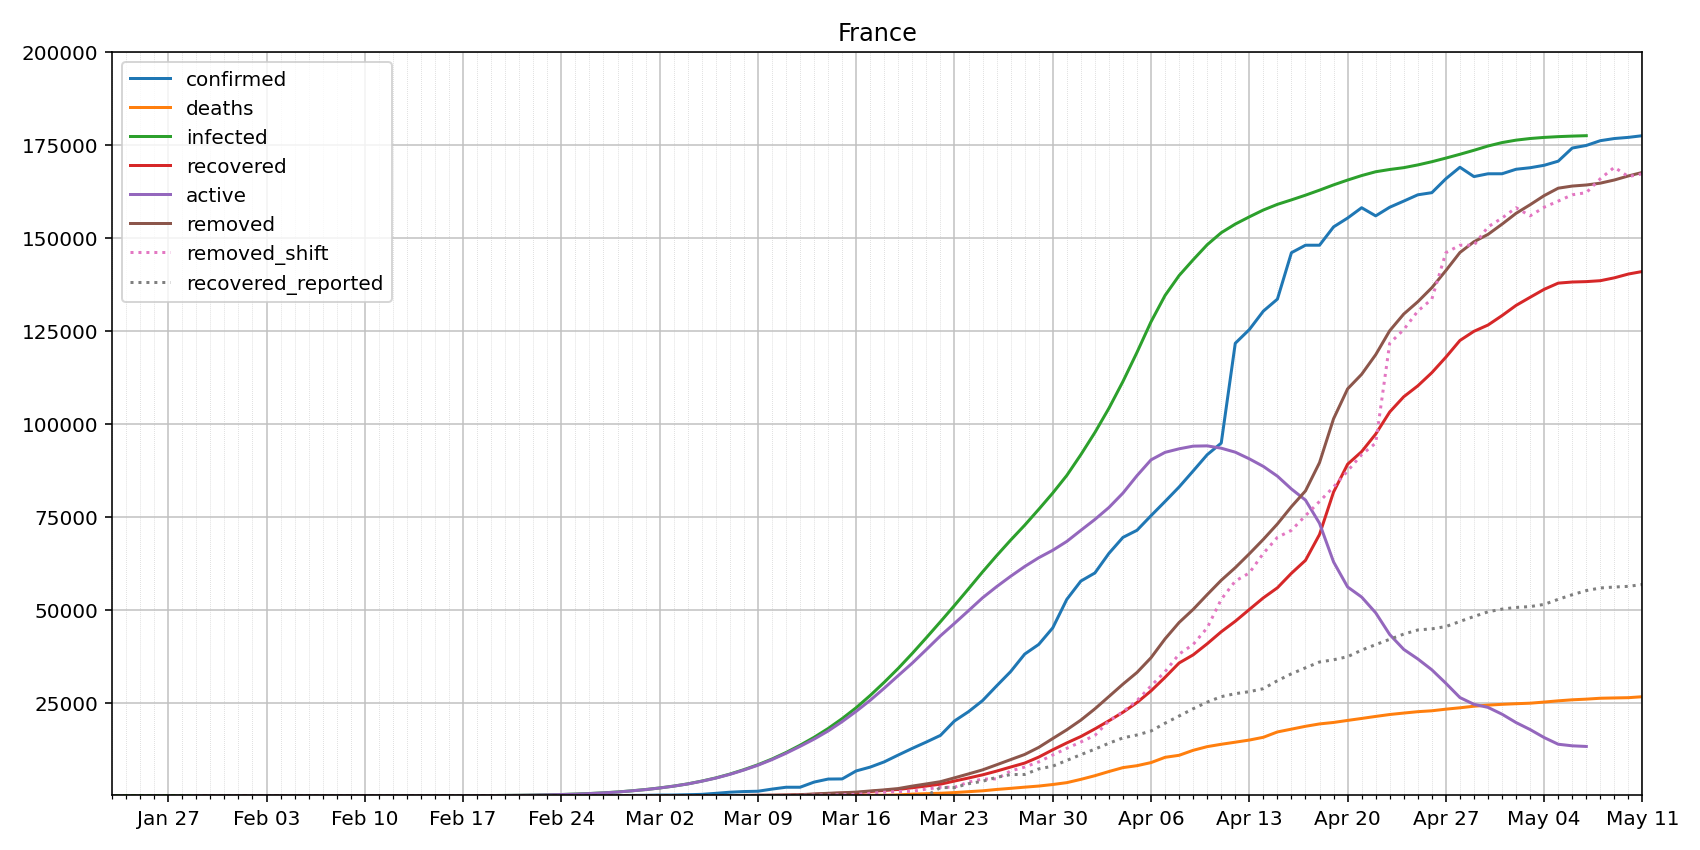 France
200000
175000
150000
125000
100000
75000
50000
25000
confirmed
deaths
infected
recovered
active
removed
removed_shift
recovered_reported
Jan 27 Feb 03 Feb 10 Feb 17 Feb 24 Mar 02 Mar 09 Mar 16 Mar 23 Mar 30 Apr 06 Apr 13 Apr 20 Apr 27 May 04 May 11